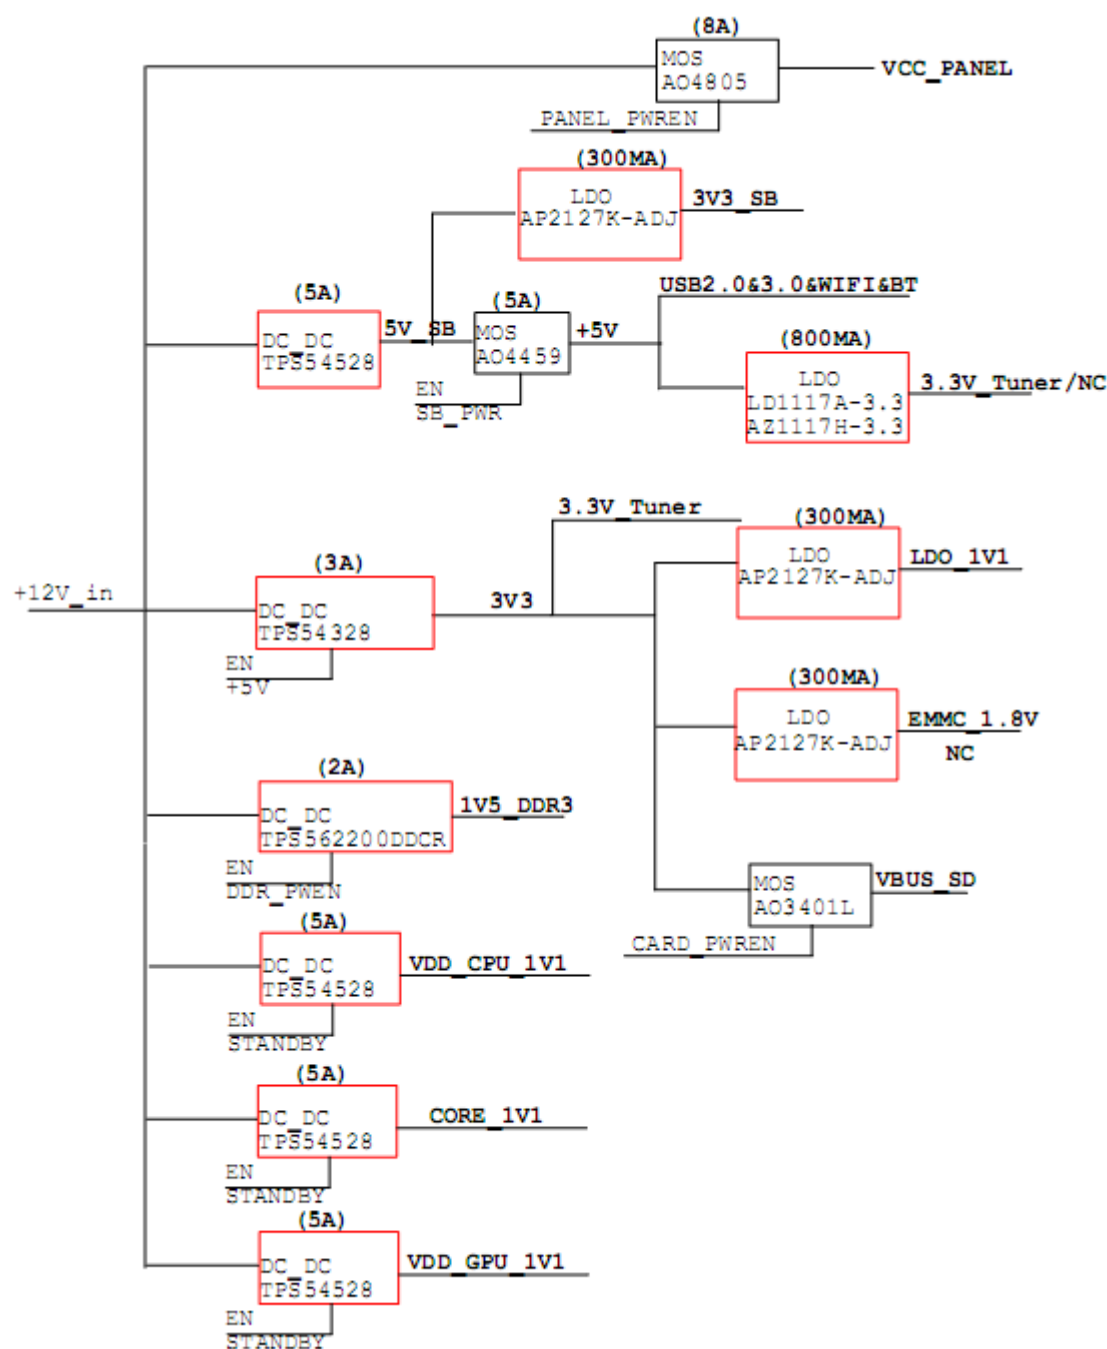 (8A)
MOS
AO4805
VCC_PANEL
PANEL_PWREN
(300MA)
LDO
AP2127K-ADJ
3V3_SB
(5A)
DC_DC
TPS54528
5V_SB
(5A)
MOS
AO4459
EN
SB_PWR
+5V
USB2.0&3.0&WIFI&BT
(800MA)
LDO
LD1117A-3.3
AZ1117H-3.3
3.3V_Tuner/NC
+12V_in
(3A)
DC_DC
TPS54328
EN
+5V
3V3
3.3V_Tuner
(300MA)
LDO
AP2127K-ADJ
LDO_1V1
(300MA)
LDO
AP2127K-ADJ
EMMC_1.8V
NC
(2A)
DC_DC
TPS562200DDCR
1V5_DDR3
EN
DDR_PWEN
MOS
AO3401L
VBUS_SD
CARD_PWREN
(5A)
DC_DC
TPS54528
VDD_CPU_1V1
EN
STANDBY
(5A)
DC_DC
TPS54528
CORE_1V1
EN
STANDBY
(5A)
DC_DC
TPS54528
VDD_GPU_1V1
EN
STANDBY